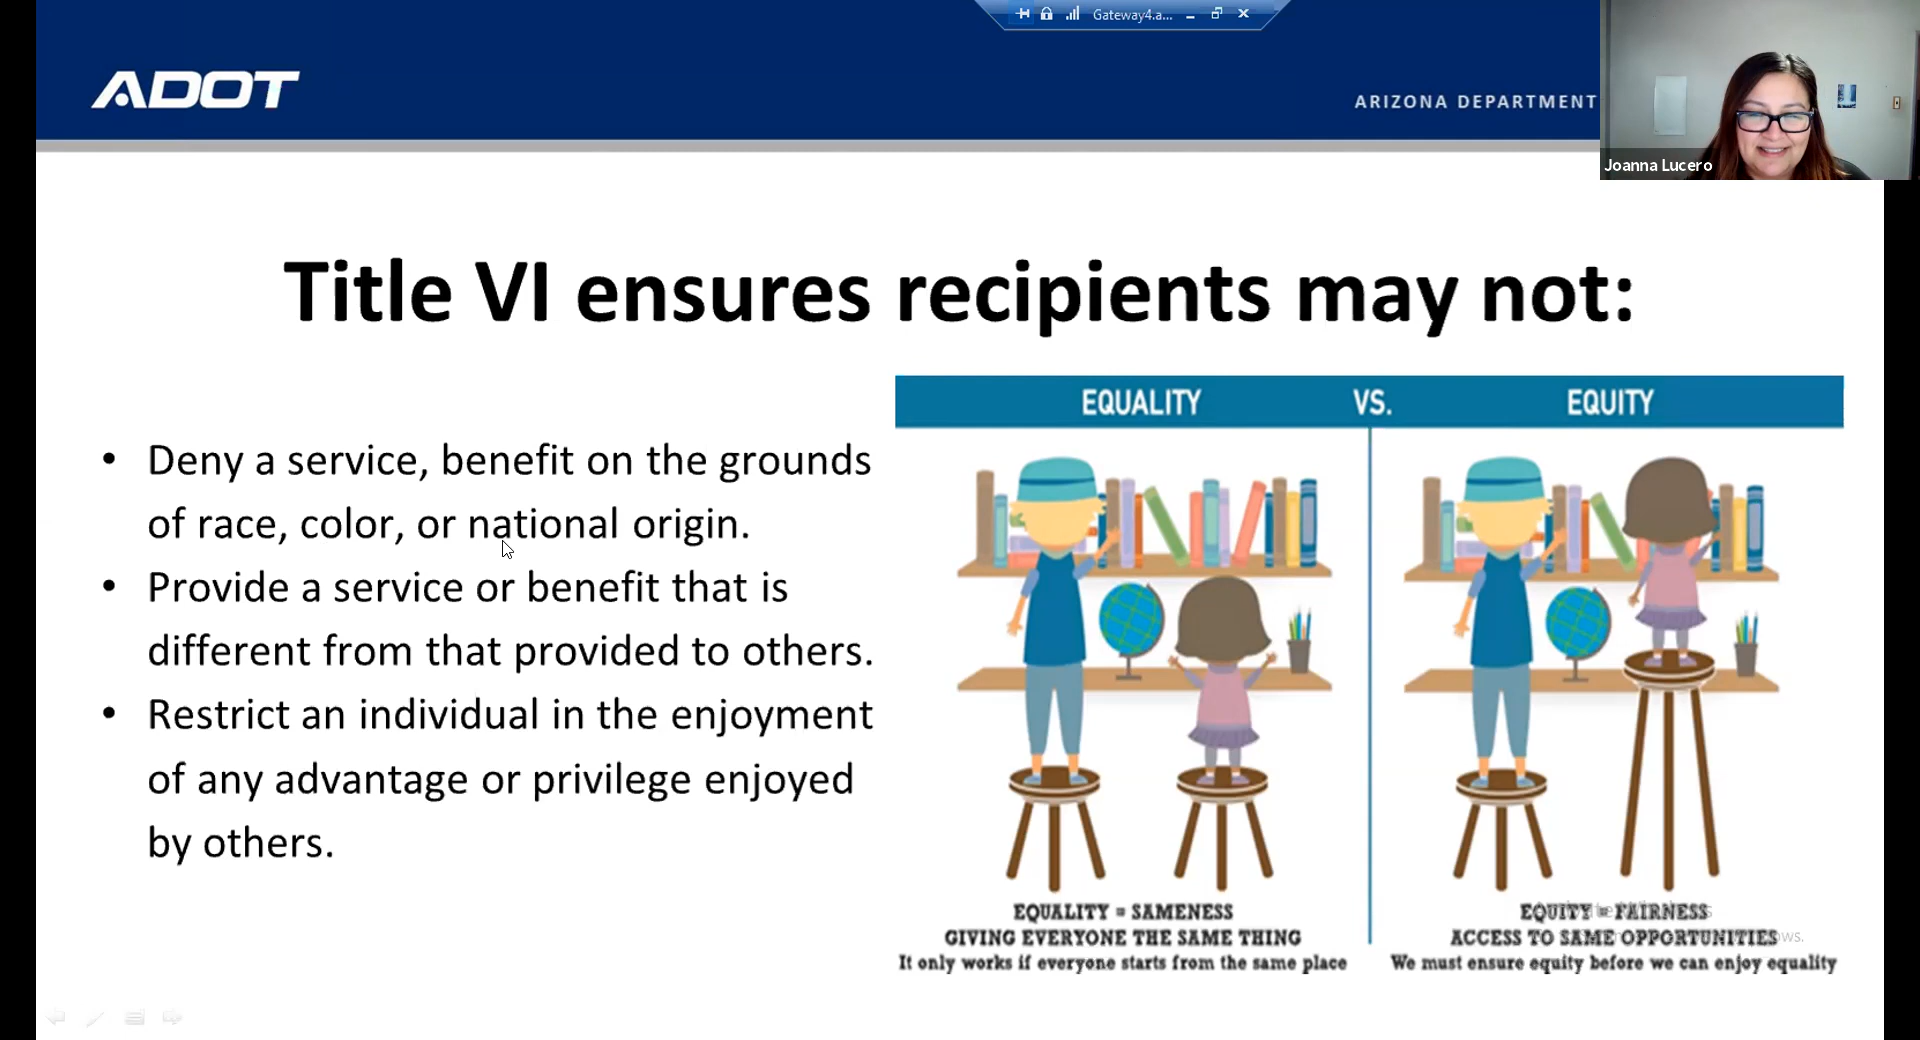 Gateway4.a...
ADOT
ARIZONA DEPARTMENT
Joanna Lucero
Title VI ensures recipients may not:
• Deny a service, benefit on the grounds
of race, color, or national origin.
• Provide a service or benefit that is
different from that provided to others.
• Restrict an individual in the enjoyment
of any advantage or privilege enjoyed
by others.
EQUALITY VS. EQUITY
EQUALITY = SAMENESS
GIVING EVERYONE THE SAME THING
It only works if everyone starts from the same place
EQUITY = FAIRNESS
ACCESS TO SAME OPPORTUNITIES
We must ensure equity before we can enjoy equality